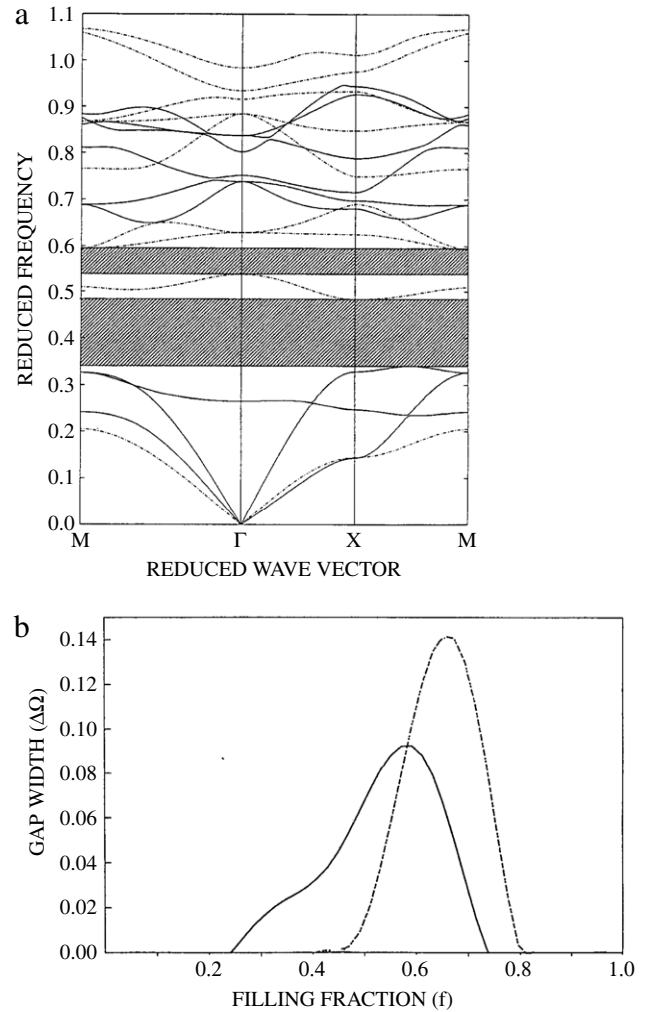 a
1.1
1.0
0.9
0.8
0.7
0.6
0.5
0.4
0.3
0.2
0.1
0.0
REDUCED FREQUENCY
M Γ X M
REDUCED WAVE VECTOR
b
0.14
0.12
0.10
0.08
0.06
0.04
0.02
0.00
GAP WIDTH (ΔΩ)
0.2 0.4 0.6 0.8 1.0
FILLING FRACTION (f)